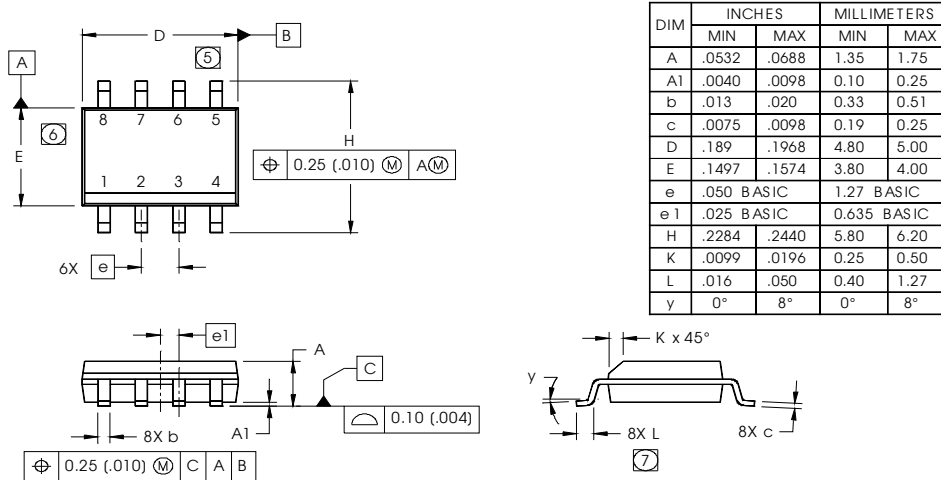 D
B
5
A
8 7 6 5
6
E
H
⌖ 0.25 (.010) Ⓜ AⓂ
1 2 3 4
6X e
e1
A
C
8X b
A1
⌓ 0.10 (.004)
⌖ 0.25 (.010) Ⓜ C A B
DIM INCHES MILLIMETERS
MIN MAX MIN MAX
A .0532 .0688 1.35 1.75
A1 .0040 .0098 0.10 0.25
b .013 .020 0.33 0.51
c .0075 .0098 0.19 0.25
D .189 .1968 4.80 5.00
E .1497 .1574 3.80 4.00
e .050 BASIC 1.27 BASIC
e1 .025 BASIC 0.635 BASIC
H .2284 .2440 5.80 6.20
K .0099 .0196 0.25 0.50
L .016 .050 0.40 1.27
y 0° 8° 0° 8°
K x 45°
y
8X L
8X c
7